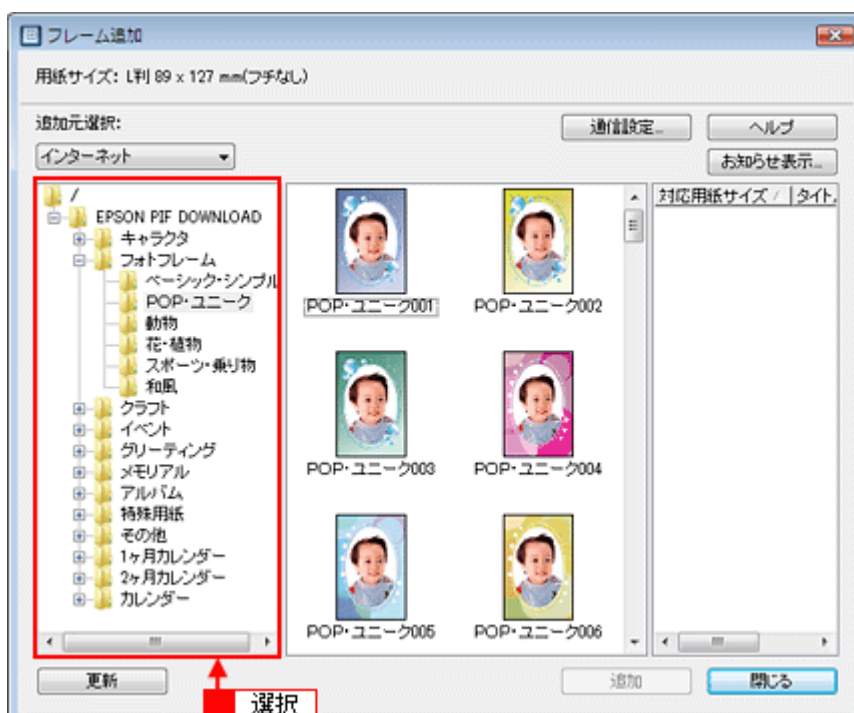 フレーム追加
用紙サイズ: L判 89 x 127 mm(フチなし)
追加元選択:
インターネット
通信設定...
ヘルプ
お知らせ表示...
/
EPSON PIF DOWNLOAD
キャラクタ
フォトフレーム
ベーシック・シンプル
POP・ユニーク
動物
花・植物
スポーツ・乗り物
和風
クラフト
イベント
グリーティング
メモリアル
アルバム
特殊用紙
その他
1ヶ月カレンダー
2ヶ月カレンダー
カレンダー
POP・ユニーク001
POP・ユニーク002
POP・ユニーク003
POP・ユニーク004
POP・ユニーク005
POP・ユニーク006
対応用紙サイズ / タイト
更新
追加
閉じる
選択